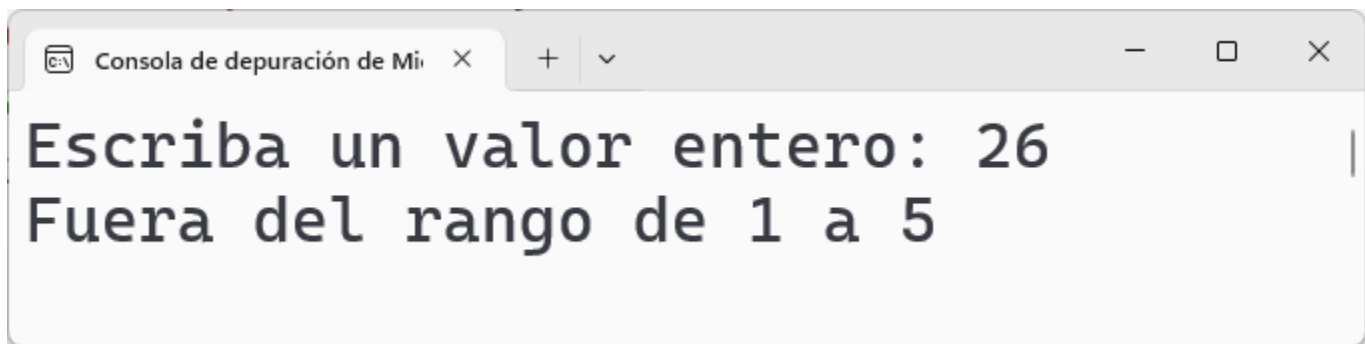 Consola de depuración de Mi
Escriba un valor entero: 26
Fuera del rango de 1 a 5